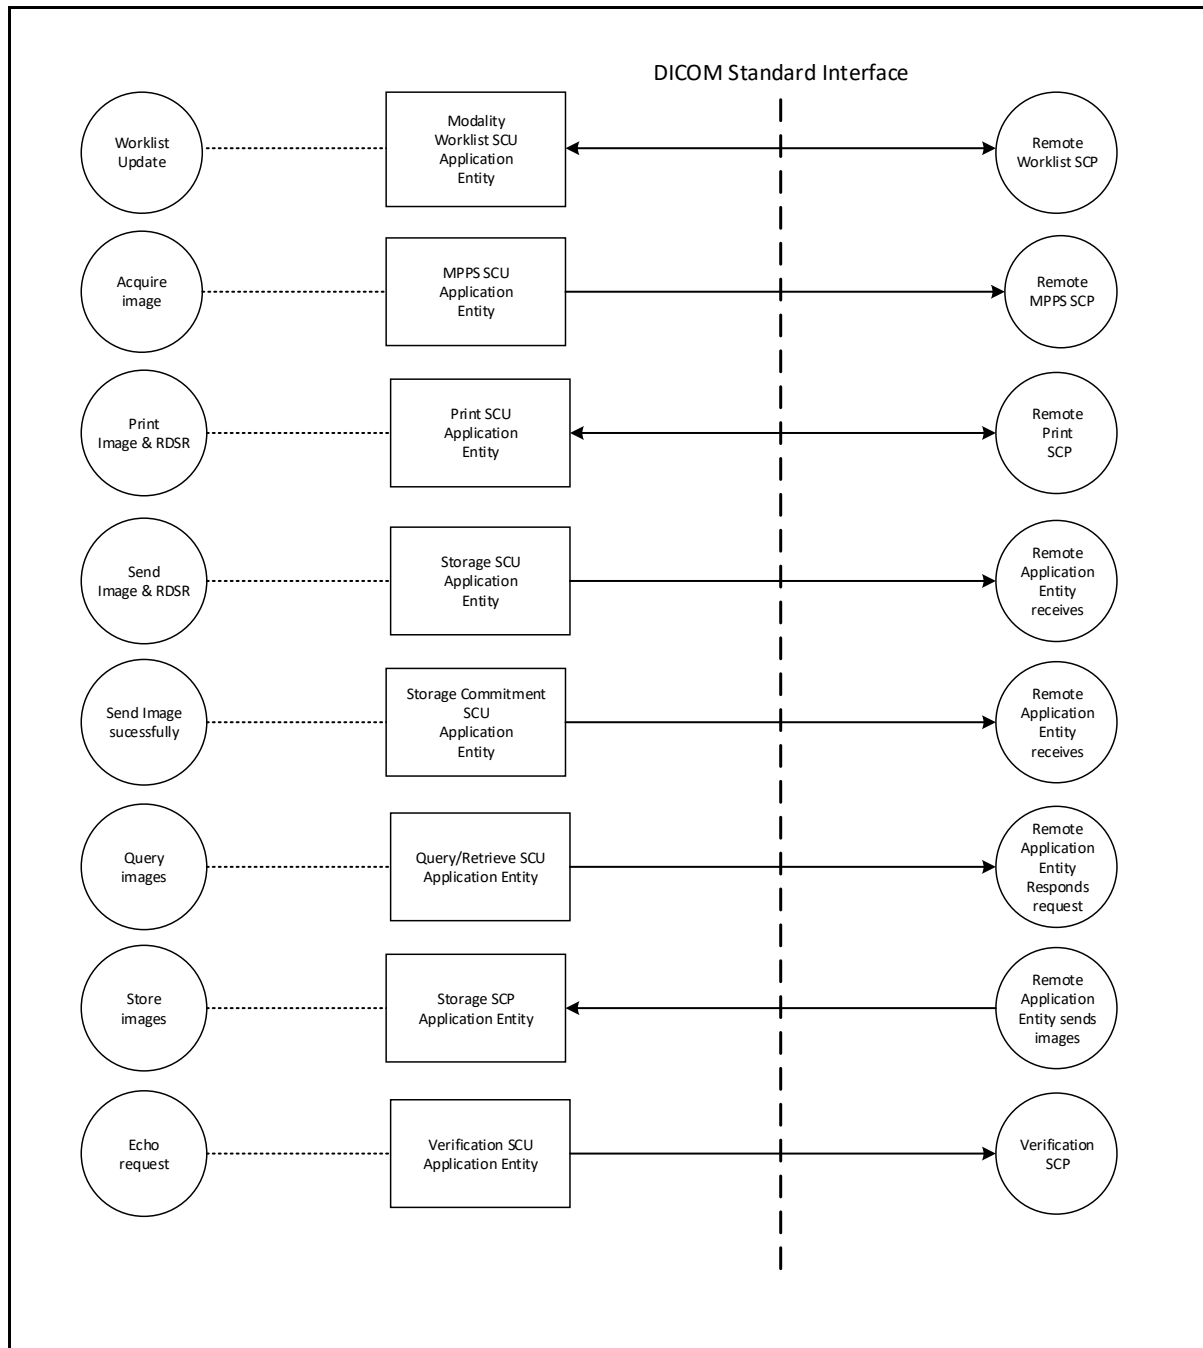 DICOM Standard Interface
Worklist
Update
Modality
Worklist SCU
Application
Entity
Remote
Worklist SCP
Acquire
image
MPPS SCU
Application
Entity
Remote
MPPS SCP
Print
Image & RDSR
Print SCU
Application
Entity
Remote
Print
SCP
Send
Image & RDSR
Storage SCU
Application
Entity
Remote
Application
Entity
receives
Send Image
sucessfully
Storage Commitment
SCU
Application
Entity
Remote
Application
Entity
receives
Query
images
Query/Retrieve SCU
Application Entity
Remote
Application
Entity
Responds
request
Store
images
Storage SCP
Application Entity
Remote
Application
Entity sends
images
Echo
request
Verification SCU
Application Entity
Verification
SCP